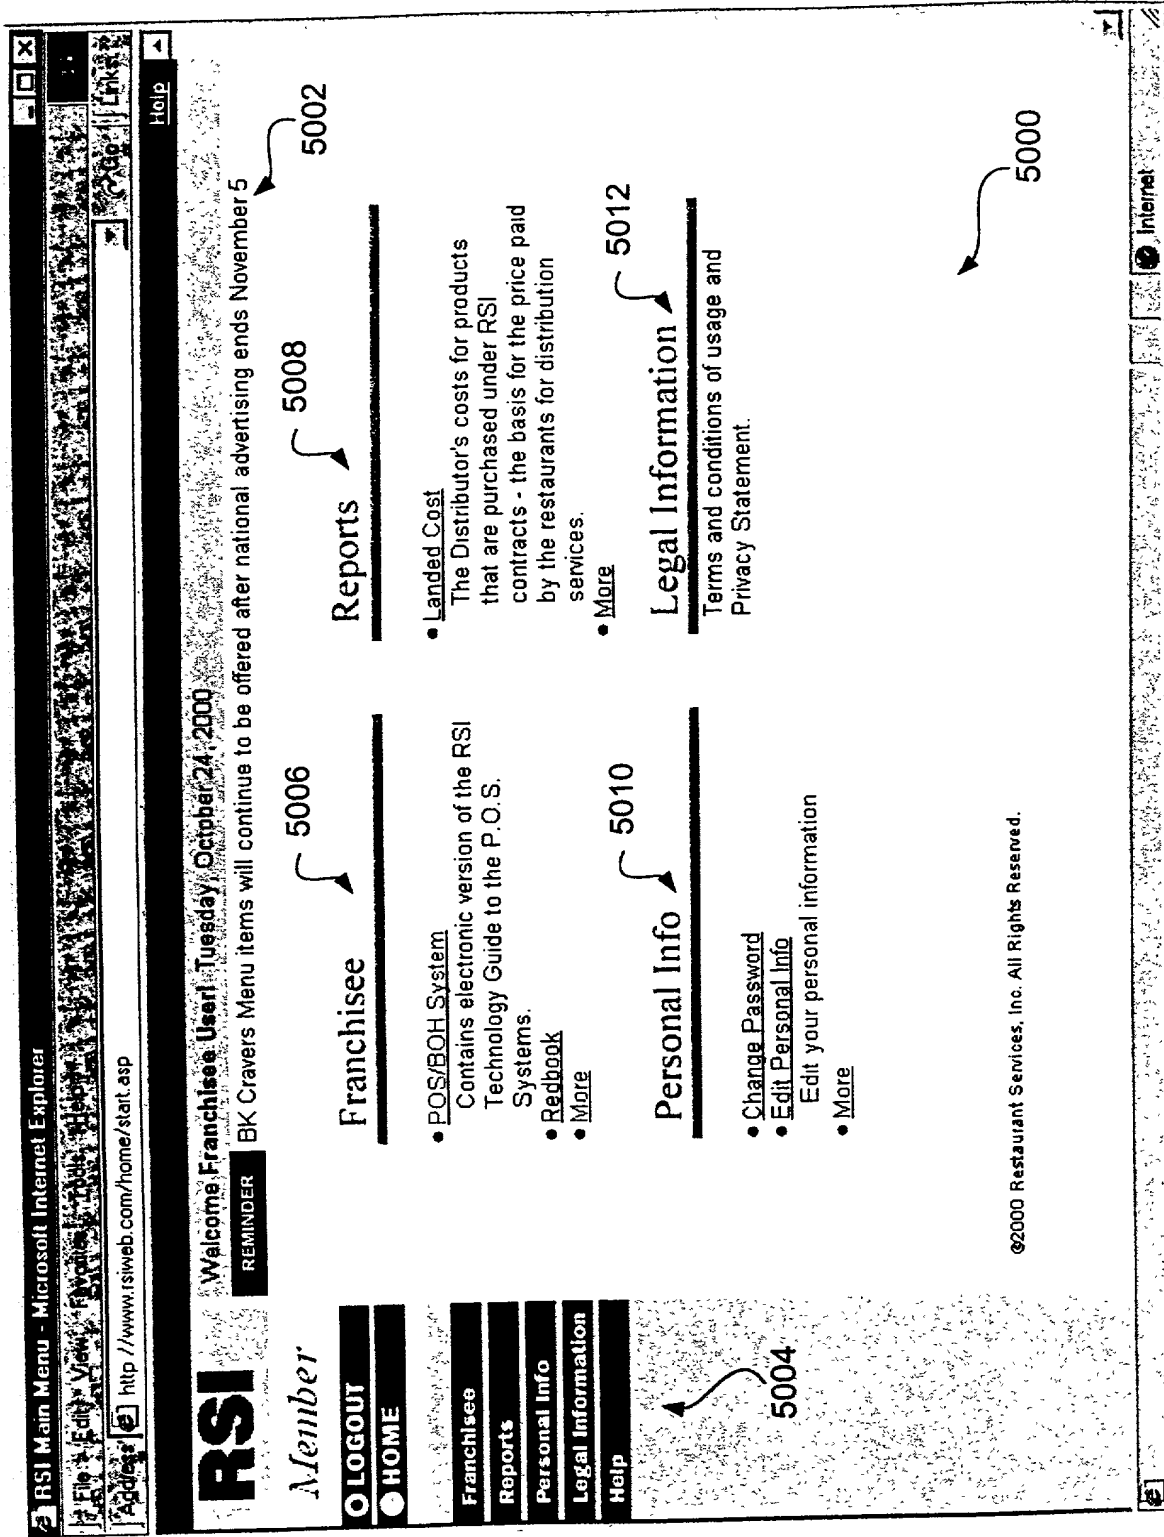 RSI Main Menu - Microsoft Internet Explorer
File Edit View Favorites Tools Help
Address http //www.rsiweb.com/home/start.asp Go Links
Help
RSI
Welcome Franchisee User! Tuesday, October 24, 2000
REMINDER BK Cravers Menu items will continue to be offered after national advertising ends November 5
5002
Member
LOGOUT
HOME
Franchisee
Reports
Personal Info
Legal Information
Help
5004
Franchisee
5006
• POS/BOH System
Contains electronic version of the RSI
Technology Guide to the P.O.S.
Systems.
• Redbook
• More
Reports
5008
• Landed Cost
The Distributor's costs for products
that are purchased under RSI
contracts - the basis for the price paid
by the restaurants for distribution
services.
• More
Personal Info
5010
• Change Password
• Edit Personal Info
Edit your personal information
• More
Legal Information
5012
Terms and conditions of usage and
Privacy Statement.
5000
©2000 Restaurant Services, Inc. All Rights Reserved.
Internet